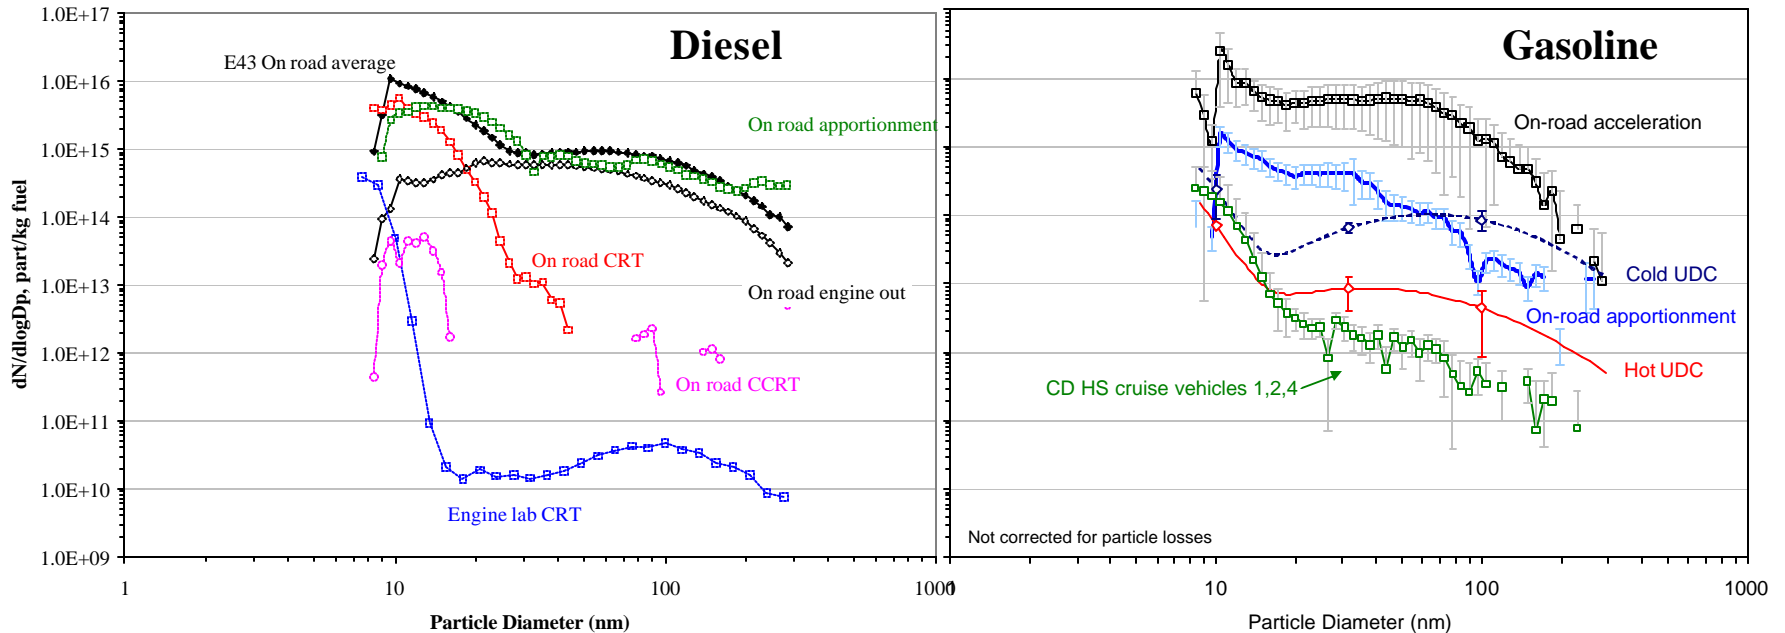 Diesel
Gasoline
dN/dlogDp, part/kg fuel
1.0E+17
1.0E+16
1.0E+15
1.0E+14
1.0E+13
1.0E+12
1.0E+11
1.0E+10
1.0E+09
E43 On road average
On road apportionment
On road CRT
On road engine out
On road CCRT
Engine lab CRT
1
10
100
1000
Particle Diameter (nm)
On-road acceleration
Cold UDC
On-road apportionment
Hot UDC
CD HS cruise vehicles 1,2,4
Not corrected for particle losses
1
10
100
1000
Particle Diameter (nm)